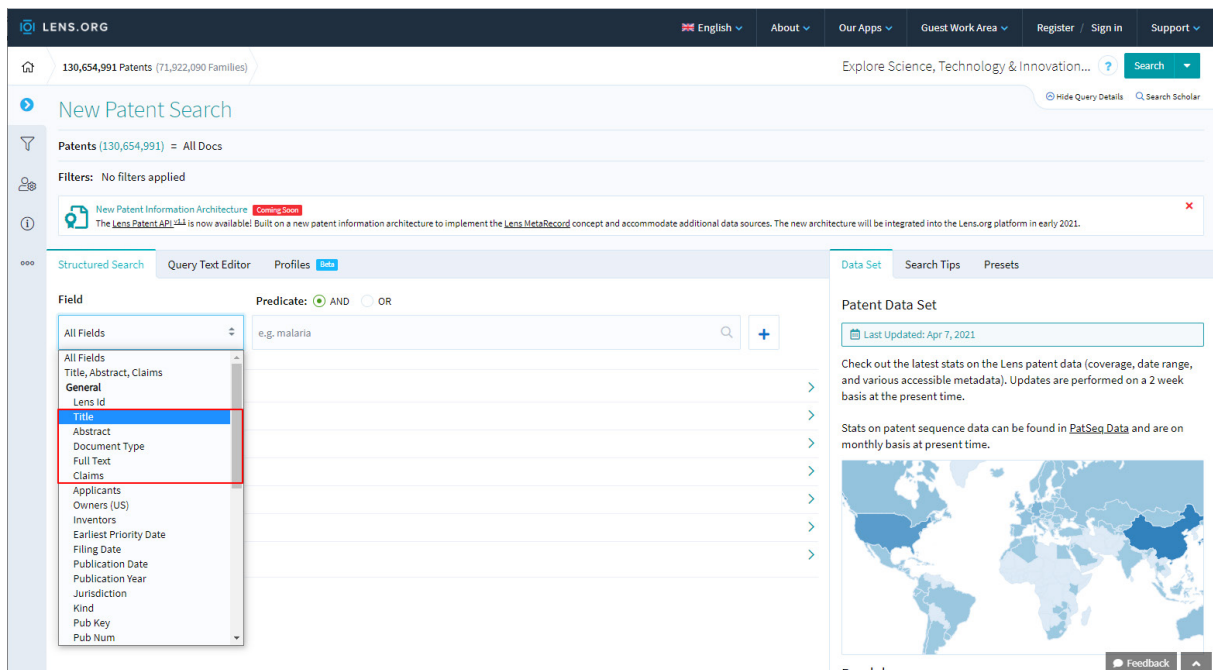 LENS.ORG
English
About
Our Apps
Guest Work Area
Register / Sign in
Support
130,654,991 Patents (71,922,090 Families)
Explore Science, Technology & Innovation...
?
Search
Hide Query Details
Search Scholar
New Patent Search
Patents (130,654,991) = All Docs
Filters: No filters applied
New Patent Information Architecture Coming Soon
The Lens Patent API v1.1 is now available! Built on a new patent information architecture to implement the Lens MetaRecord concept and accommodate additional data sources. The new architecture will be integrated into the Lens.org platform in early 2021.
Structured Search
Query Text Editor
Profiles Beta
Field
Predicate: AND OR
All Fields
e.g. malaria
+
All Fields
Title, Abstract, Claims
General
Lens Id
Title
Abstract
Document Type
Full Text
Claims
Applicants
Owners (US)
Inventors
Earliest Priority Date
Filing Date
Publication Date
Publication Year
Jurisdiction
Kind
Pub Key
Pub Num
Data Set
Search Tips
Presets
Patent Data Set
Last Updated: Apr 7, 2021
Check out the latest stats on the Lens patent data (coverage, date range,
and various accessible metadata). Updates are performed on a 2 week
basis at the present time.
Stats on patent sequence data can be found in PatSeq Data and are on
monthly basis at present time.
Feedback